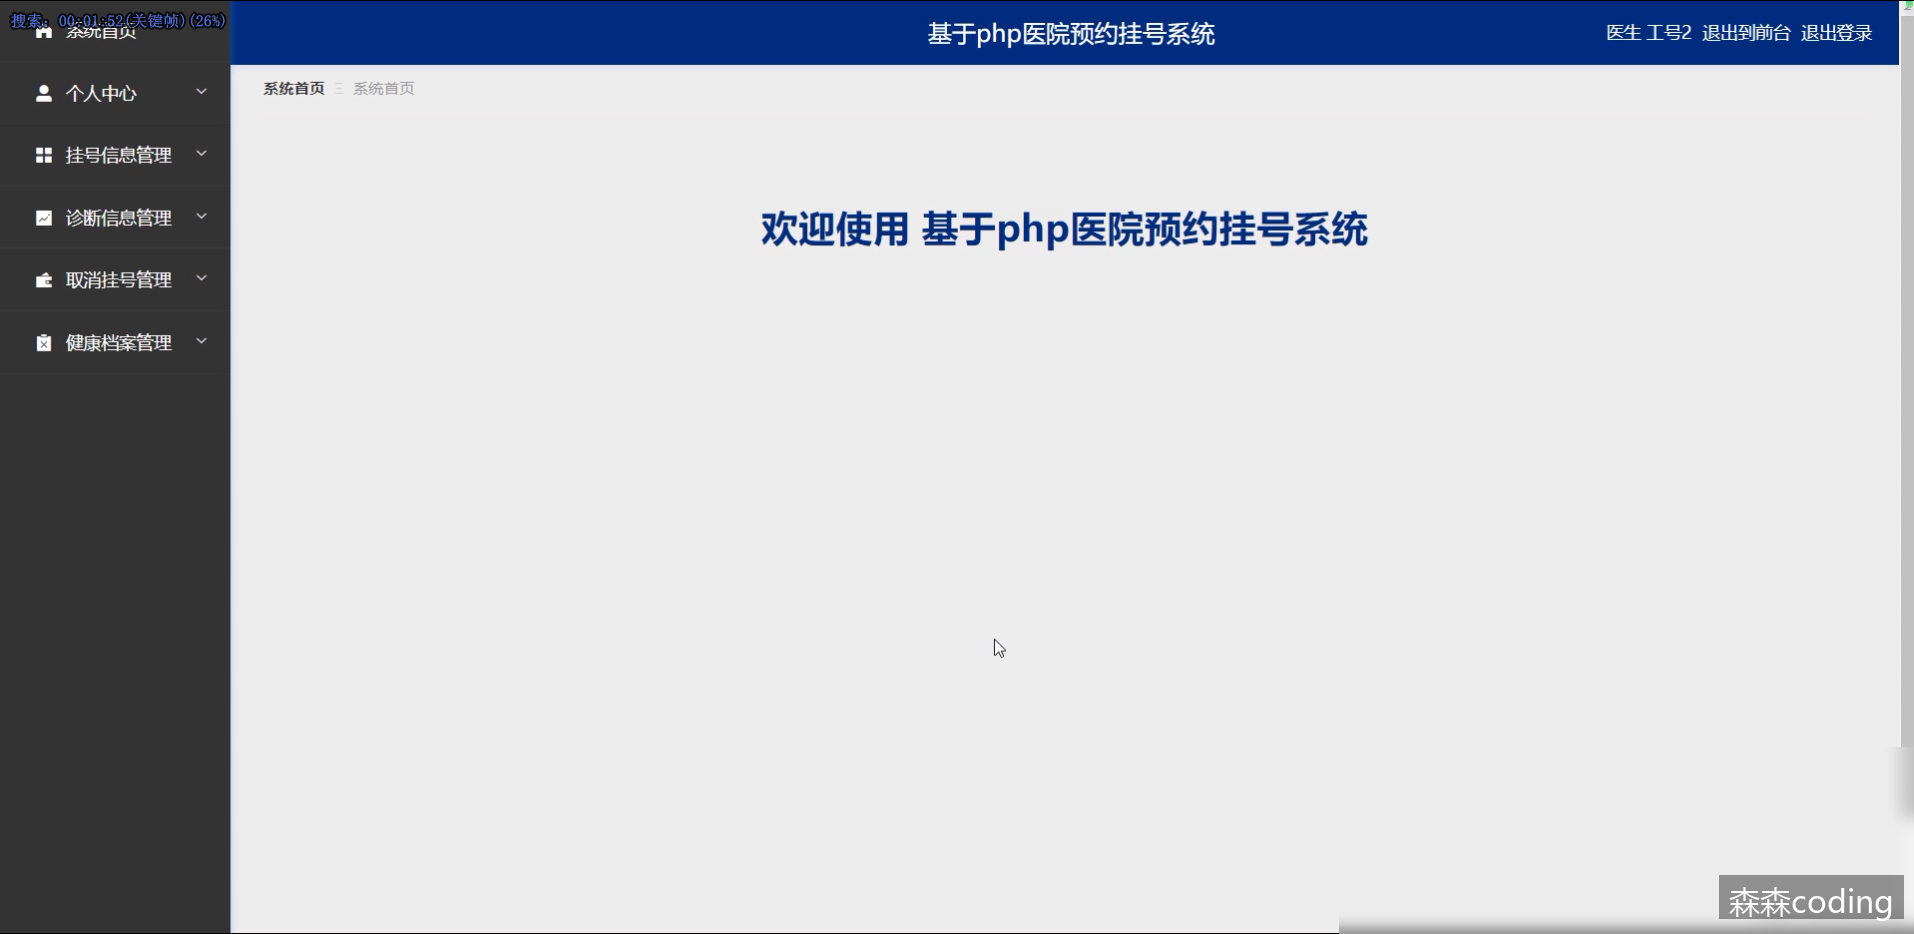 搜索: 00:01:52(关键帧)(26%)
系统首页
基于php医院预约挂号系统
医生 工号2 退出到前台 退出登录
系统首页 系统首页
个人中心
挂号信息管理
诊断信息管理
取消挂号管理
健康档案管理
欢迎使用 基于php医院预约挂号系统
森森coding